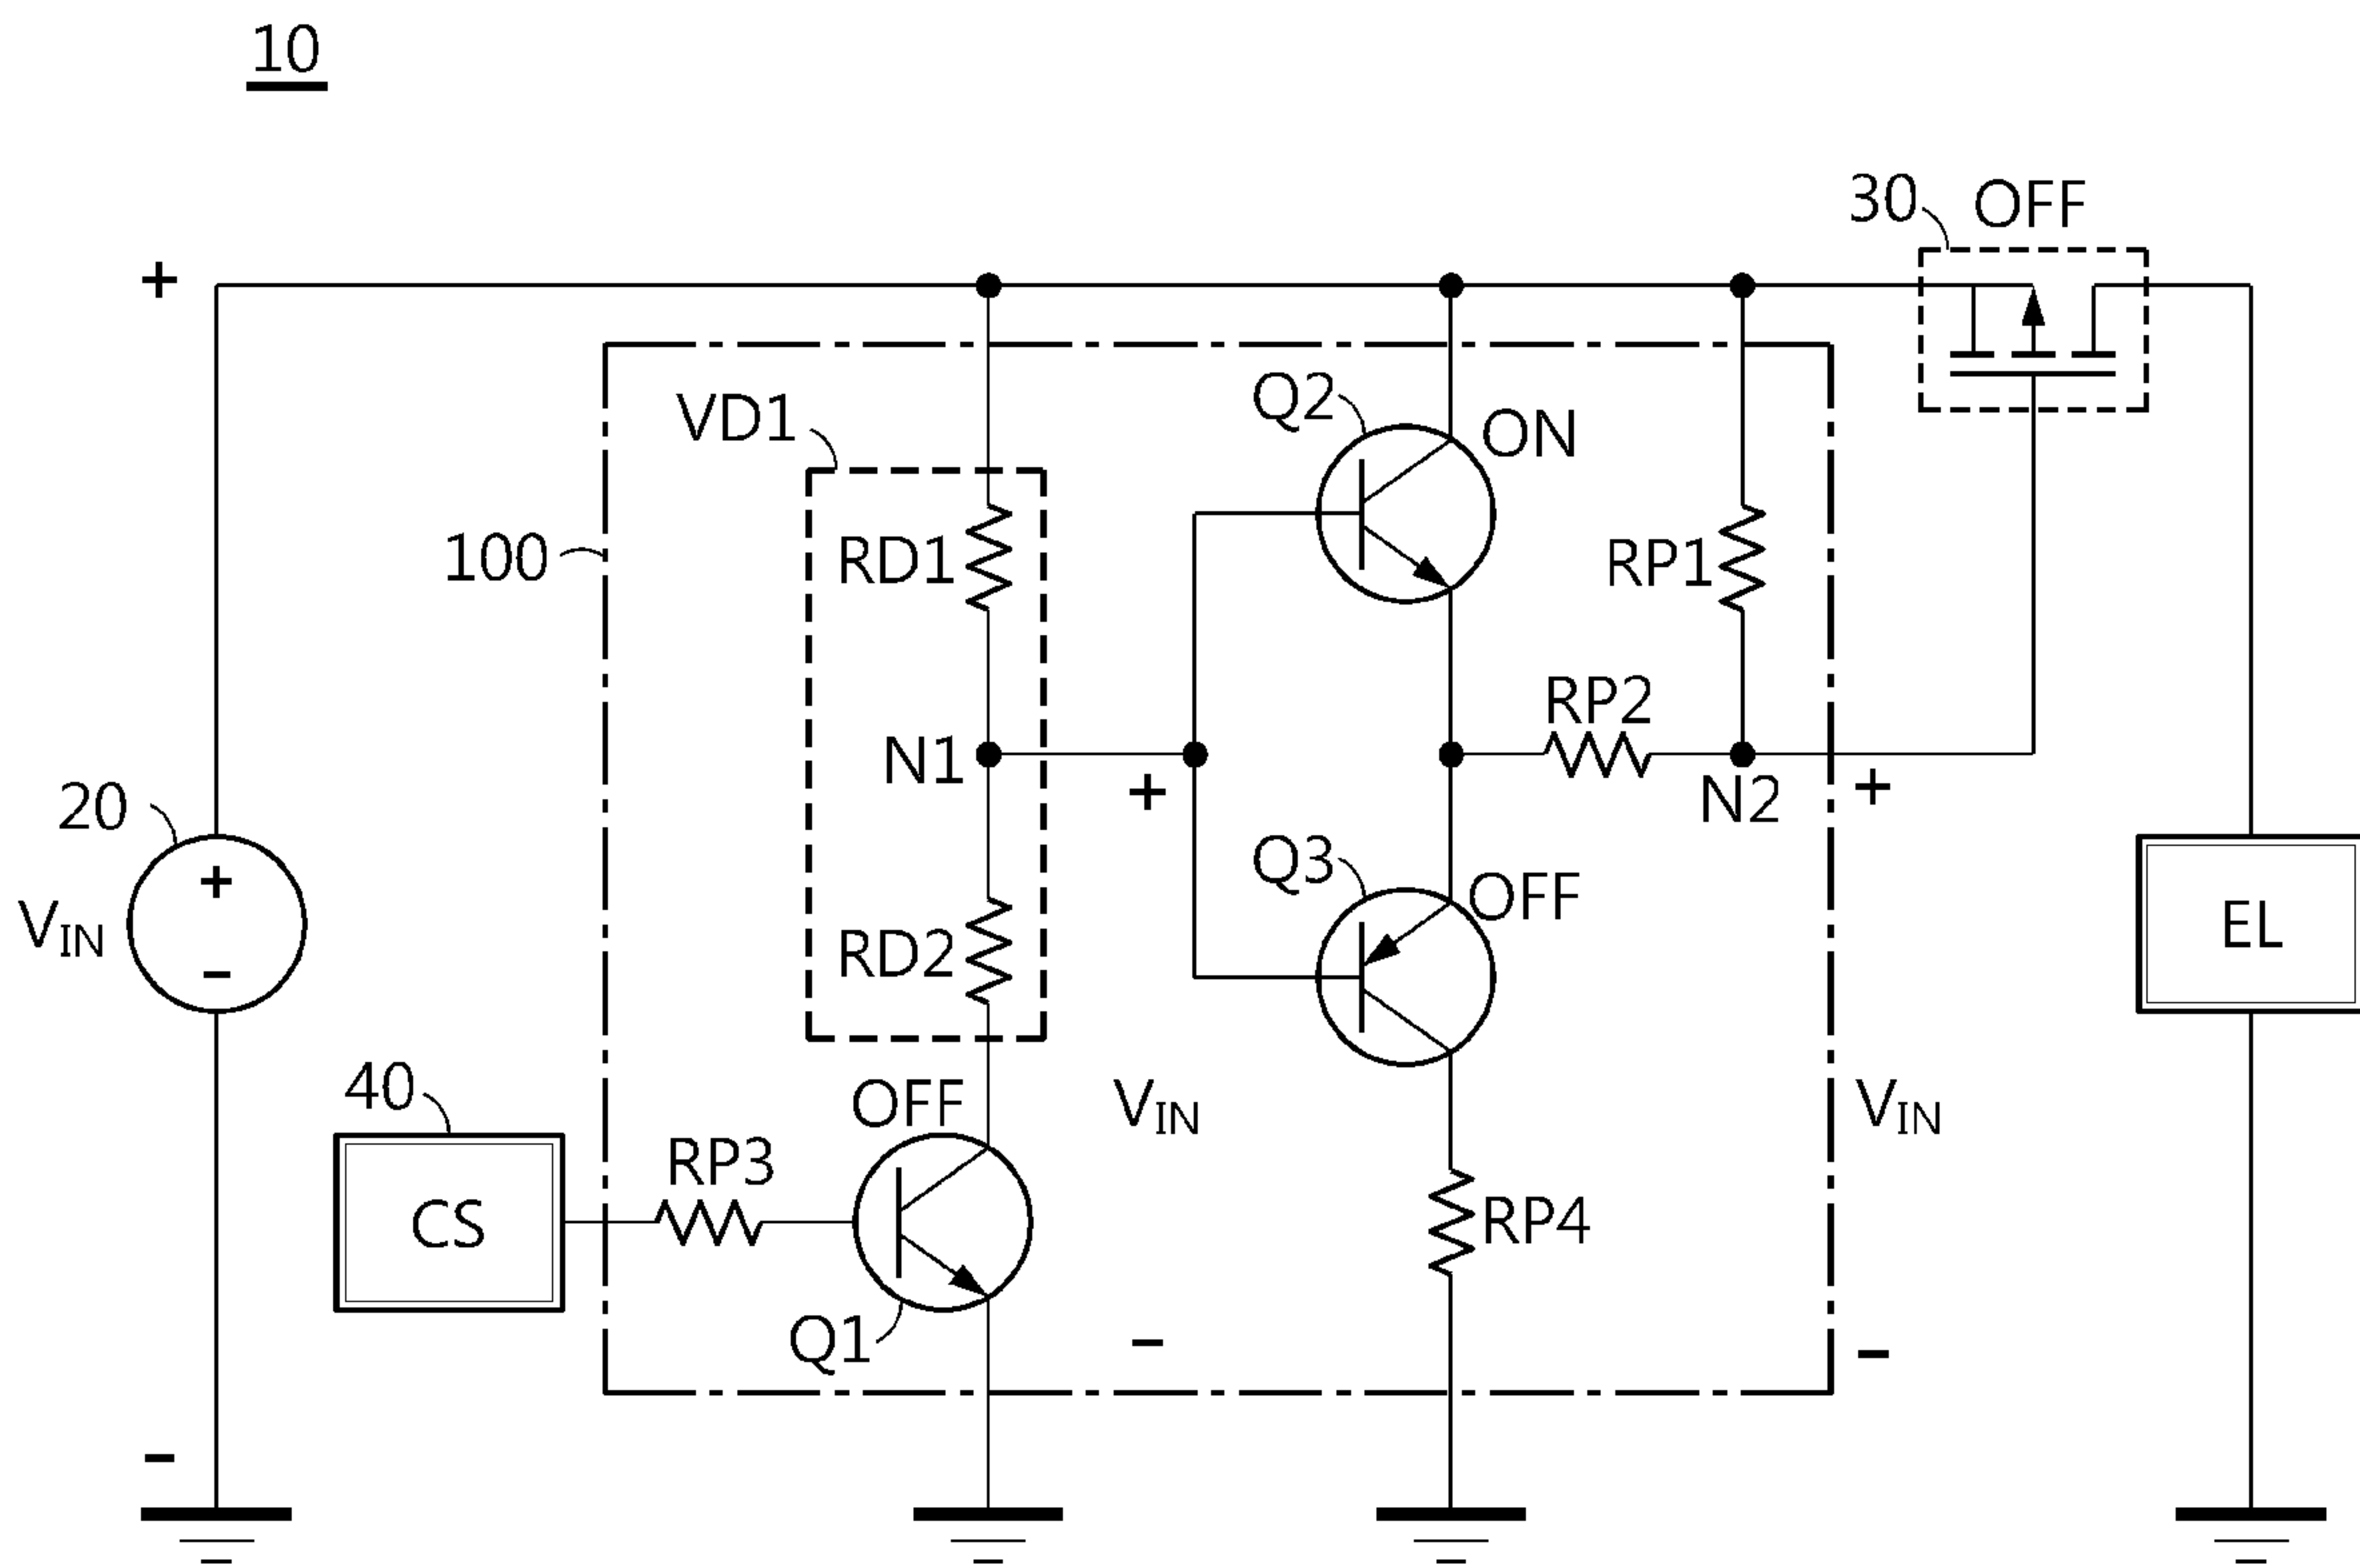 10
30 OFF
+
VD1
Q2
ON
100
RD1
RP1
RP2
N1
N2
+
+
20
Q3
OFF
+
VIN
-
RD2
EL
40
OFF
VIN
VIN
RP3
CS
RP4
Q1
-
-
-